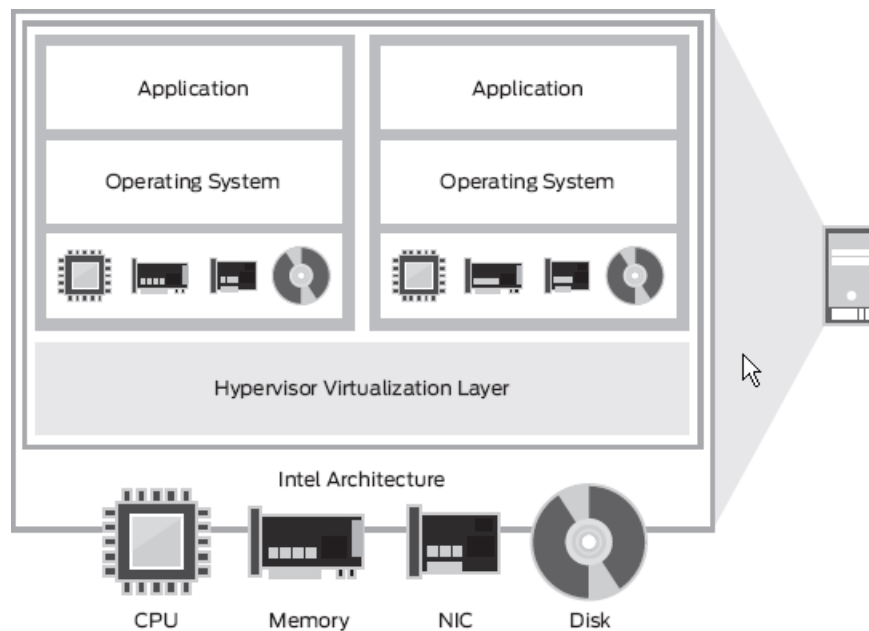 Application
Application
Operating System
Operating System
Hypervisor Virtualization Layer
Intel Architecture
CPU
Memory
NIC
Disk